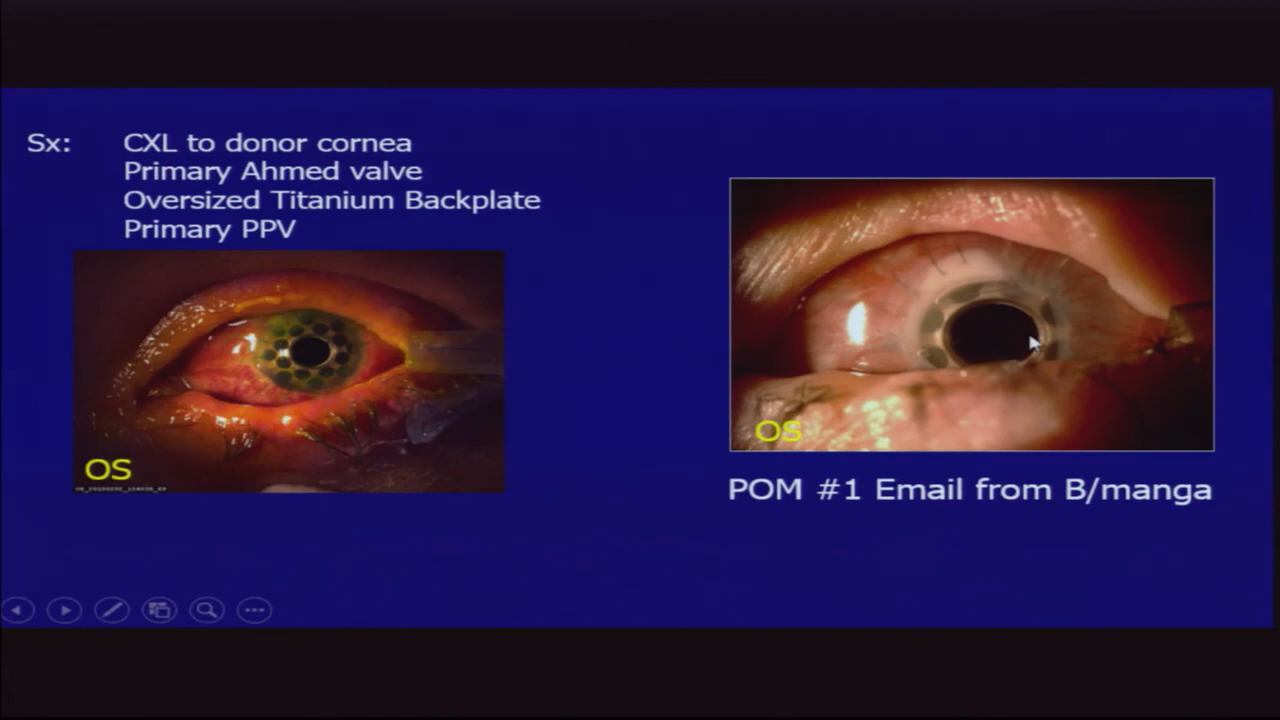 Sx: CXL to donor cornea
Primary Ahmed valve
Oversized Titanium Backplate
Primary PPV
OS
OS
POM #1 Email from B/manga